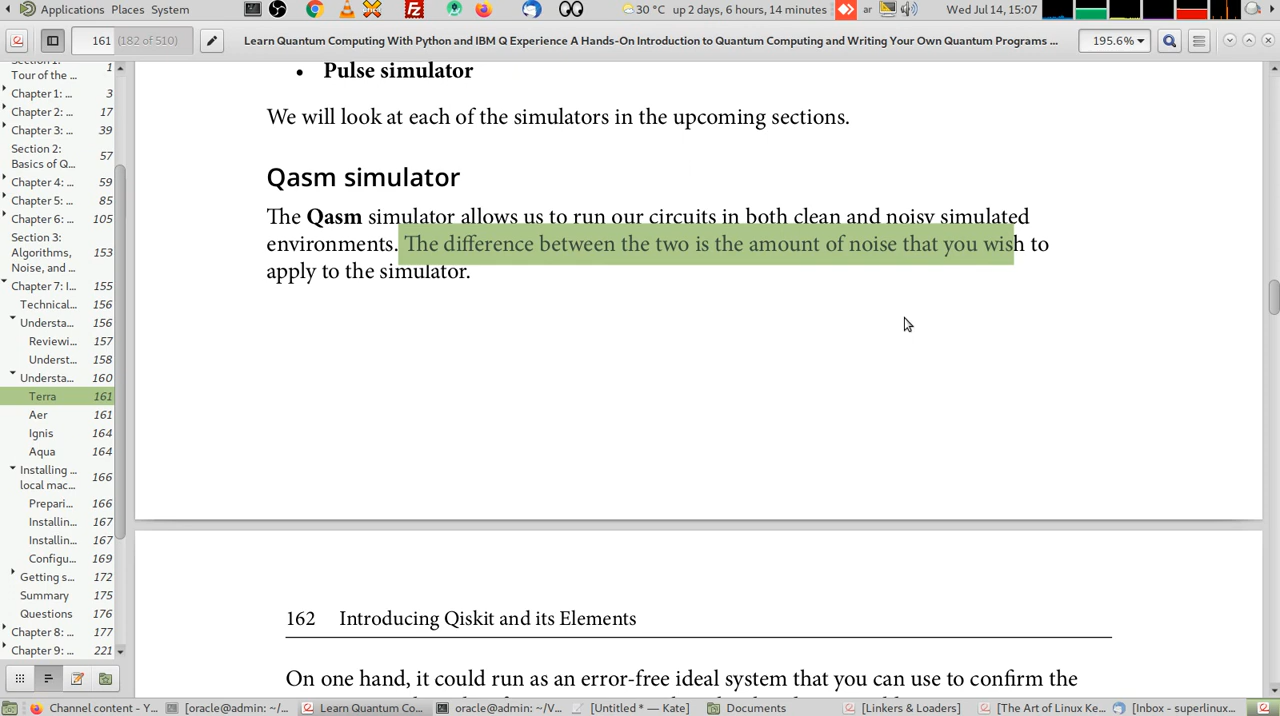 Applications Places System
30 °C up 2 days, 6 hours, 14 minutes
ar
Wed Jul 14, 15:07
161 (182 of 510)
Learn Quantum Computing With Python and IBM Q Experience A Hands-On Introduction to Quantum Computing and Writing Your Own Quantum Programs ...
195.6%
Section 1:
Tour of the ... 1
Chapter 1: ... 3
Chapter 2: ... 17
Chapter 3: ... 39
Section 2:
Basics of Q... 57
Chapter 4: ... 59
Chapter 5: ... 85
Chapter 6: ... 105
Section 3:
Algorithms, 153
Noise, and ...
Chapter 7: I... 155
Technical... 156
Understa... 156
Reviewi... 157
Underst... 158
Understa... 160
Terra 161
Aer 161
Ignis 164
Aqua 164
Installing ... 166
local mac...
Prepari... 166
Installin... 167
Installin... 167
Configu... 169
Getting s... 172
Summary 175
Questions 176
Chapter 8: ... 177
Chapter 9: ... 221
• Pulse simulator
We will look at each of the simulators in the upcoming sections.
Qasm simulator
The Qasm simulator allows us to run our circuits in both clean and noisy simulated
environments. The difference between the two is the amount of noise that you wish to
apply to the simulator.
162 Introducing Qiskit and its Elements
On one hand, it could run as an error-free ideal system that you can use to confirm the
Channel content - Y...
[oracle@admin: ~/...
Learn Quantum Co...
oracle@admin: ~/V...
[Untitled * — Kate]
Documents
[Linkers & Loaders]
[The Art of Linux Ke...
[Inbox - superlinux...